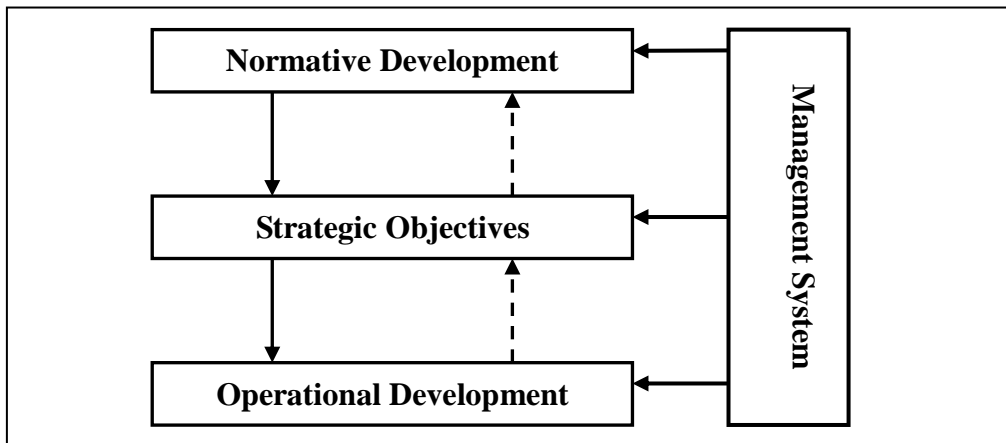 Normative Development
Strategic Objectives
Operational Development
Management System